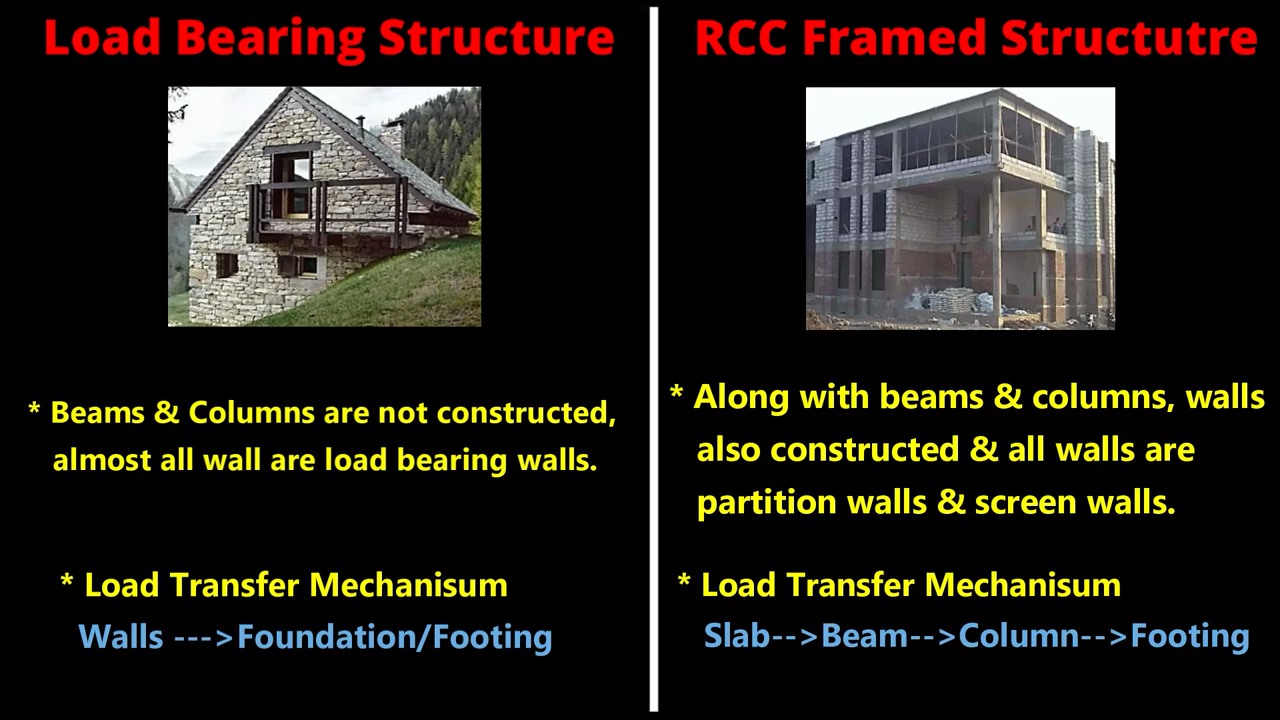 Load Bearing Structure
* Beams & Columns are not constructed,
almost all wall are load bearing walls.
* Load Transfer Mechanisum
Walls --->Foundation/Footing
RCC Framed Structutre
* Along with beams & columns, walls
also constructed & all walls are
partition walls & screen walls.
* Load Transfer Mechanisum
Slab-->Beam-->Column-->Footing